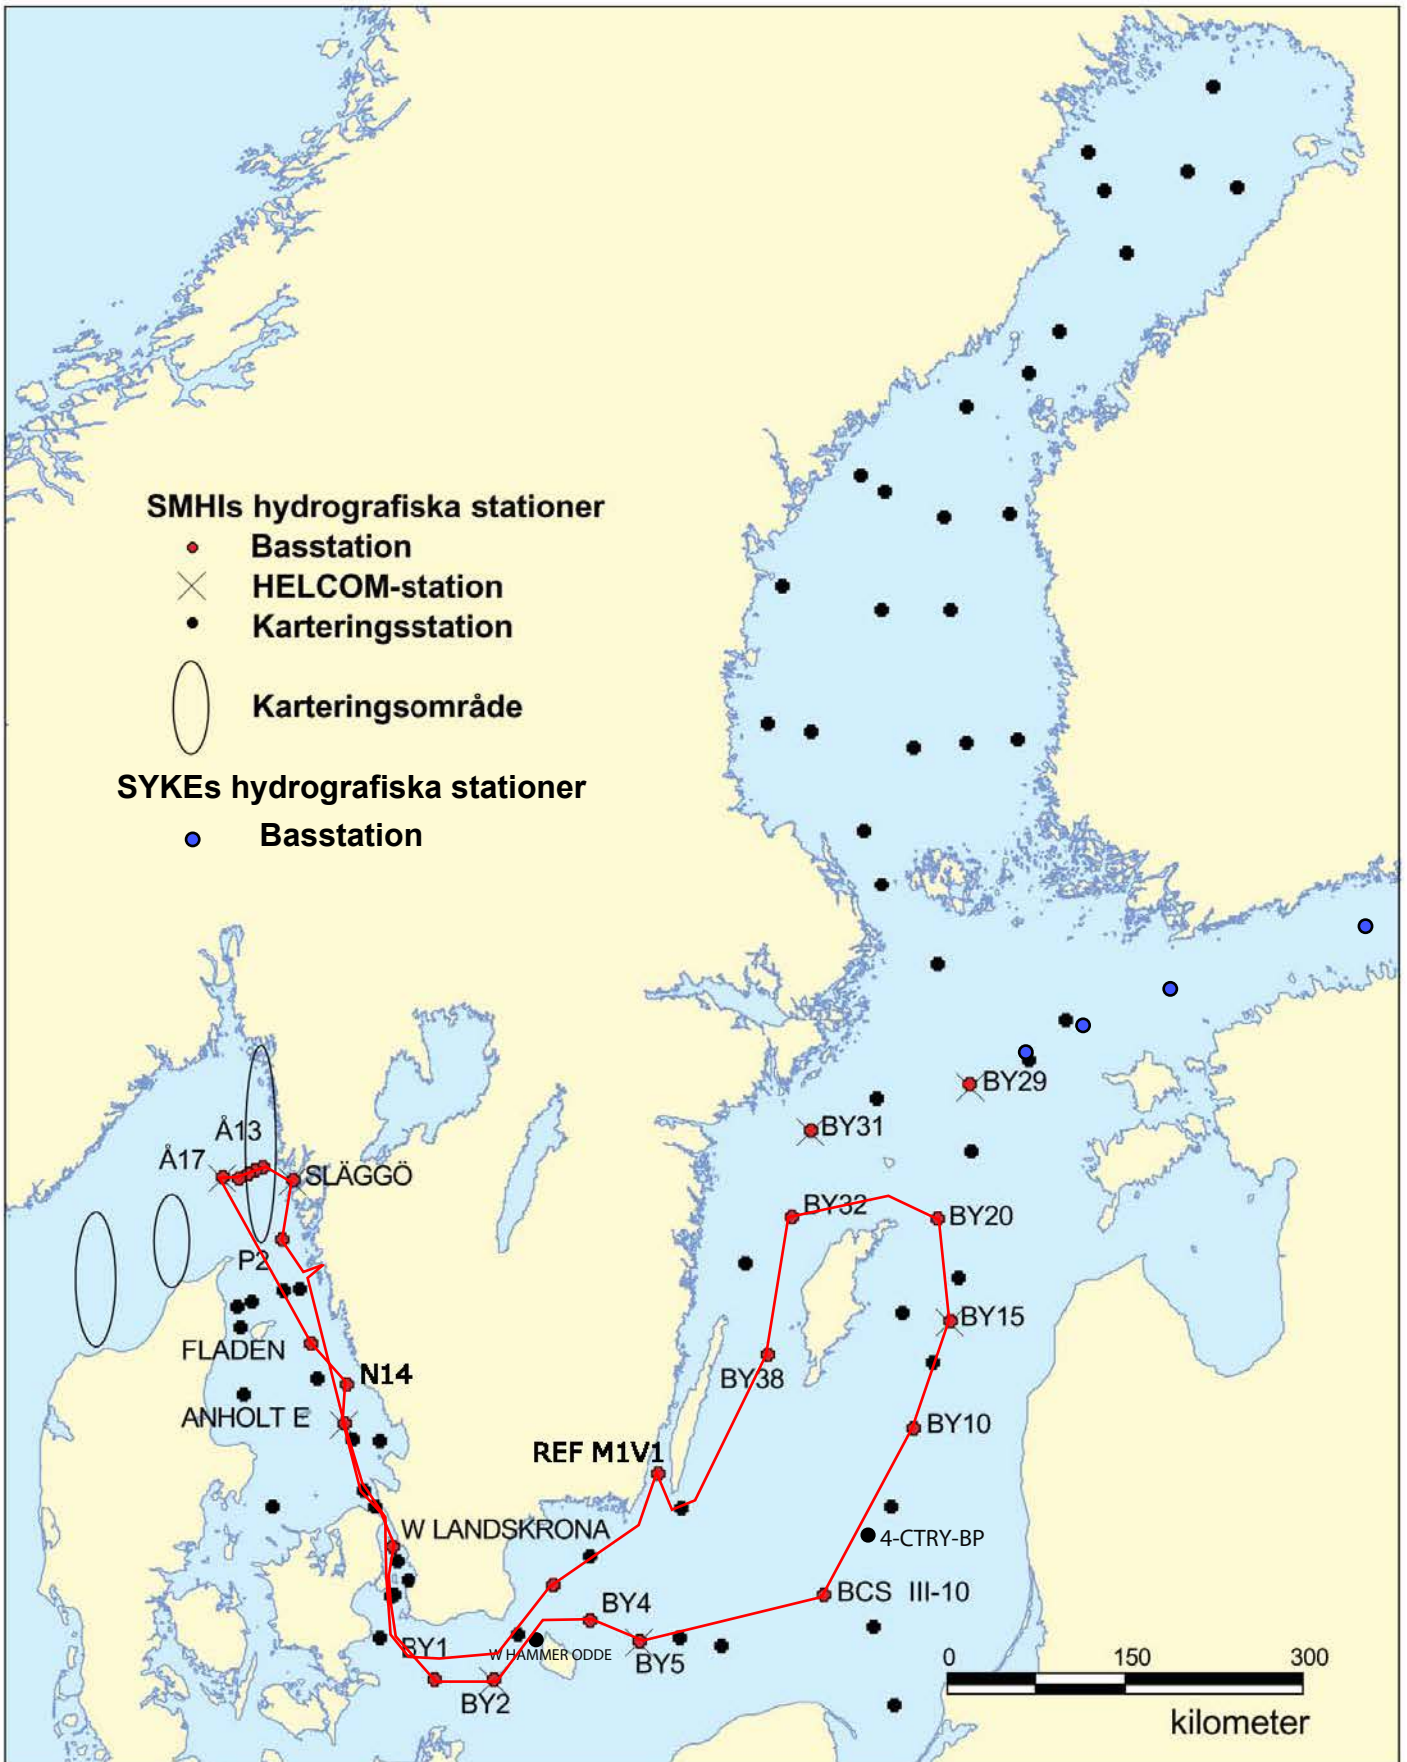 SMHIs hydrografiska stationer
Basstation
HELCOM-station
Karteringsstation
Karteringsområde
SYKEs hydrografiska stationer
Basstation
BY29
Å13
BY31
Å17
SLÄGGÖ
BY32
BY20
P2
BY15
FLADEN
N14
BY38
ANHOLT E
BY10
REF M1V1
W LANDSKRONA
4-CTRY-BP
BCS III-10
BY4
BY1
W HAMMER ODDE
BY5
0 150 300
BY2
kilometer